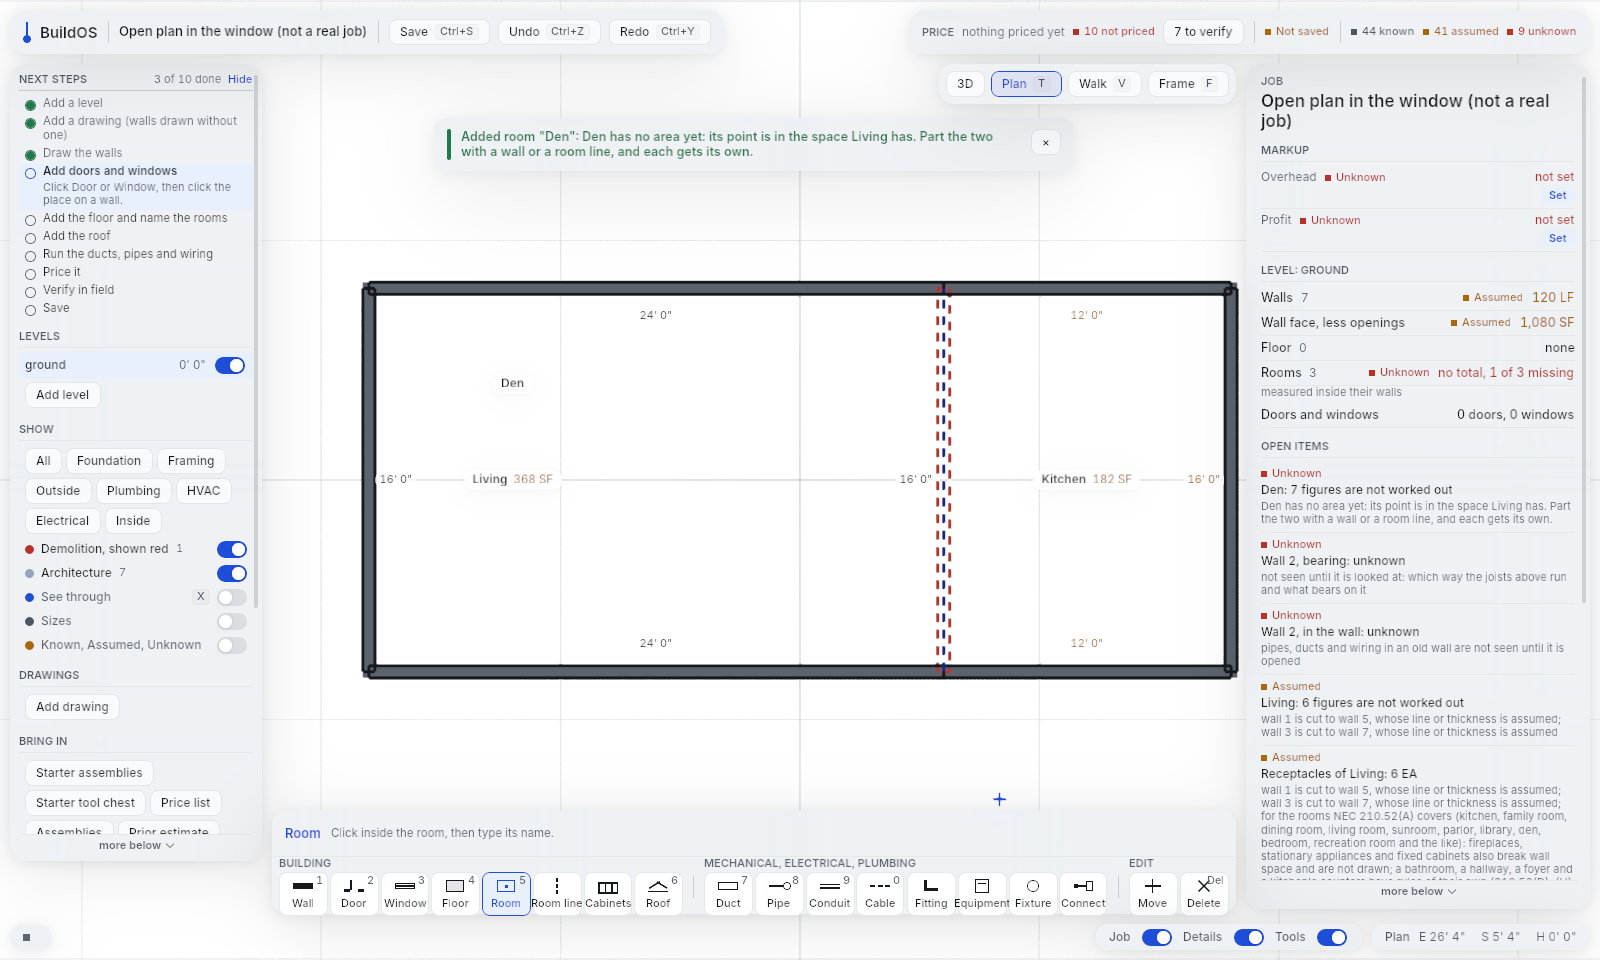 BuildOS
Open plan in the window (not a real job)
Save Ctrl+S
Undo Ctrl+Z
Redo Ctrl+Y
PRICE nothing priced yet
10 not priced
7 to verify
Not saved
44 known
41 assumed
9 unknown
NEXT STEPS 3 of 10 done Hide
Add a level
Add a drawing (walls drawn without
one)
Draw the walls
Add doors and windows
Click Door or Window, then click the
place on a wall.
Add the floor and name the rooms
Add the roof
Run the ducts, pipes and wiring
Price it
Verify in field
Save
LEVELS
ground 0' 0"
Add level
SHOW
All Foundation Framing
Outside Plumbing HVAC
Electrical Inside
Demolition, shown red 1
Architecture 7
See through X
Sizes
Known, Assumed, Unknown
DRAWINGS
Add drawing
BRING IN
Starter assemblies
Starter tool chest Price list
Assemblies Prior estimate
more below
3D
Plan T
Walk V
Frame F
Added room "Den": Den has no area yet: its point is in the space Living has. Part the two
with a wall or a room line, and each gets its own.
×
24' 0" 12' 0"
Den
16' 0" Living 368 SF 16' 0" Kitchen 182 SF 16' 0"
24' 0" 12' 0"
Room Click inside the room, then type its name.
BUILDING
Wall 1
Door 2
Window 3
Floor 4
Room 5
Room line
Cabinets
Roof 6
MECHANICAL, ELECTRICAL, PLUMBING
Duct 7
Pipe 8
Conduit 9
Cable 0
Fitting
Equipment
Fixture
Connect
EDIT
Move
Delete Del
JOB
Open plan in the window (not a real
job)
MARKUP
Overhead Unknown not set
Set
Profit Unknown not set
Set
LEVEL: GROUND
Walls 7 Assumed 120 LF
Wall face, less openings Assumed 1,080 SF
Floor 0 none
Rooms 3 Unknown no total, 1 of 3 missing
measured inside their walls
Doors and windows 0 doors, 0 windows
OPEN ITEMS
Unknown
Den: 7 figures are not worked out
Den has no area yet: its point is in the space Living has. Part
the two with a wall or a room line, and each gets its own.
Unknown
Wall 2, bearing: unknown
not seen until it is looked at: which way the joists above run
and what bears on it
Unknown
Wall 2, in the wall: unknown
pipes, ducts and wiring in an old wall are not seen until it is
opened
Assumed
Living: 6 figures are not worked out
wall 1 is cut to wall 5, whose line or thickness is assumed;
wall 3 is cut to wall 7, whose line or thickness is assumed
Assumed
Receptacles of Living: 6 EA
wall 1 is cut to wall 5, whose line or thickness is assumed;
wall 3 is cut to wall 7, whose line or thickness is assumed;
for the rooms NEC 210.52(A) covers (kitchen, family room,
dining room, living room, sunroom, parlor, library, den,
bedroom, recreation room and the like): fireplaces,
stationary appliances and fixed cabinets also break wall
space and are not drawn; a bathroom, a hallway, a foyer and
more below
Job Details Tools
Plan E 26' 4" S 5' 4" H 0' 0"